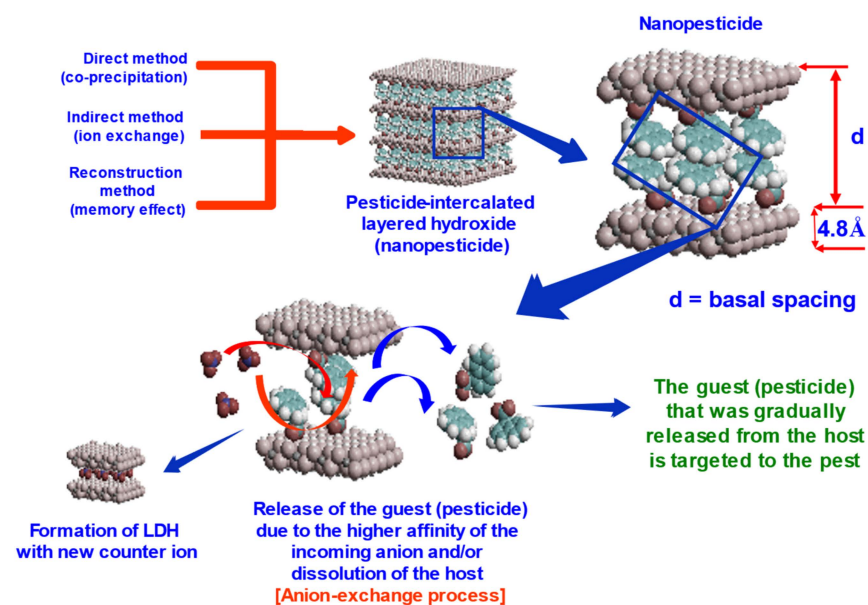 Nanopesticide
Direct method
(co-precipitation)
Indirect method
(ion exchange)
Reconstruction
method
(memory effect)
Pesticide-intercalated
layered hydroxide
(nanopesticide)
d
4.8Å
d = basal spacing
The guest (pesticide)
that was gradually
released from the host
is targeted to the pest
Formation of LDH
with new counter ion
Release of the guest (pesticide)
due to the higher affinity of the
incoming anion and/or
dissolution of the host
[Anion-exchange process]